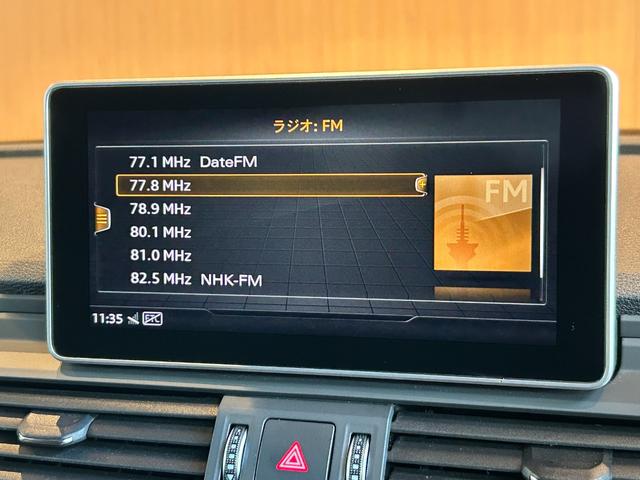 ラジオ: FM
77.1 MHz DateFM
77.8 MHz
78.9 MHz
80.1 MHz
81.0 MHz
82.5 MHz NHK-FM
FM
11:35 ETC